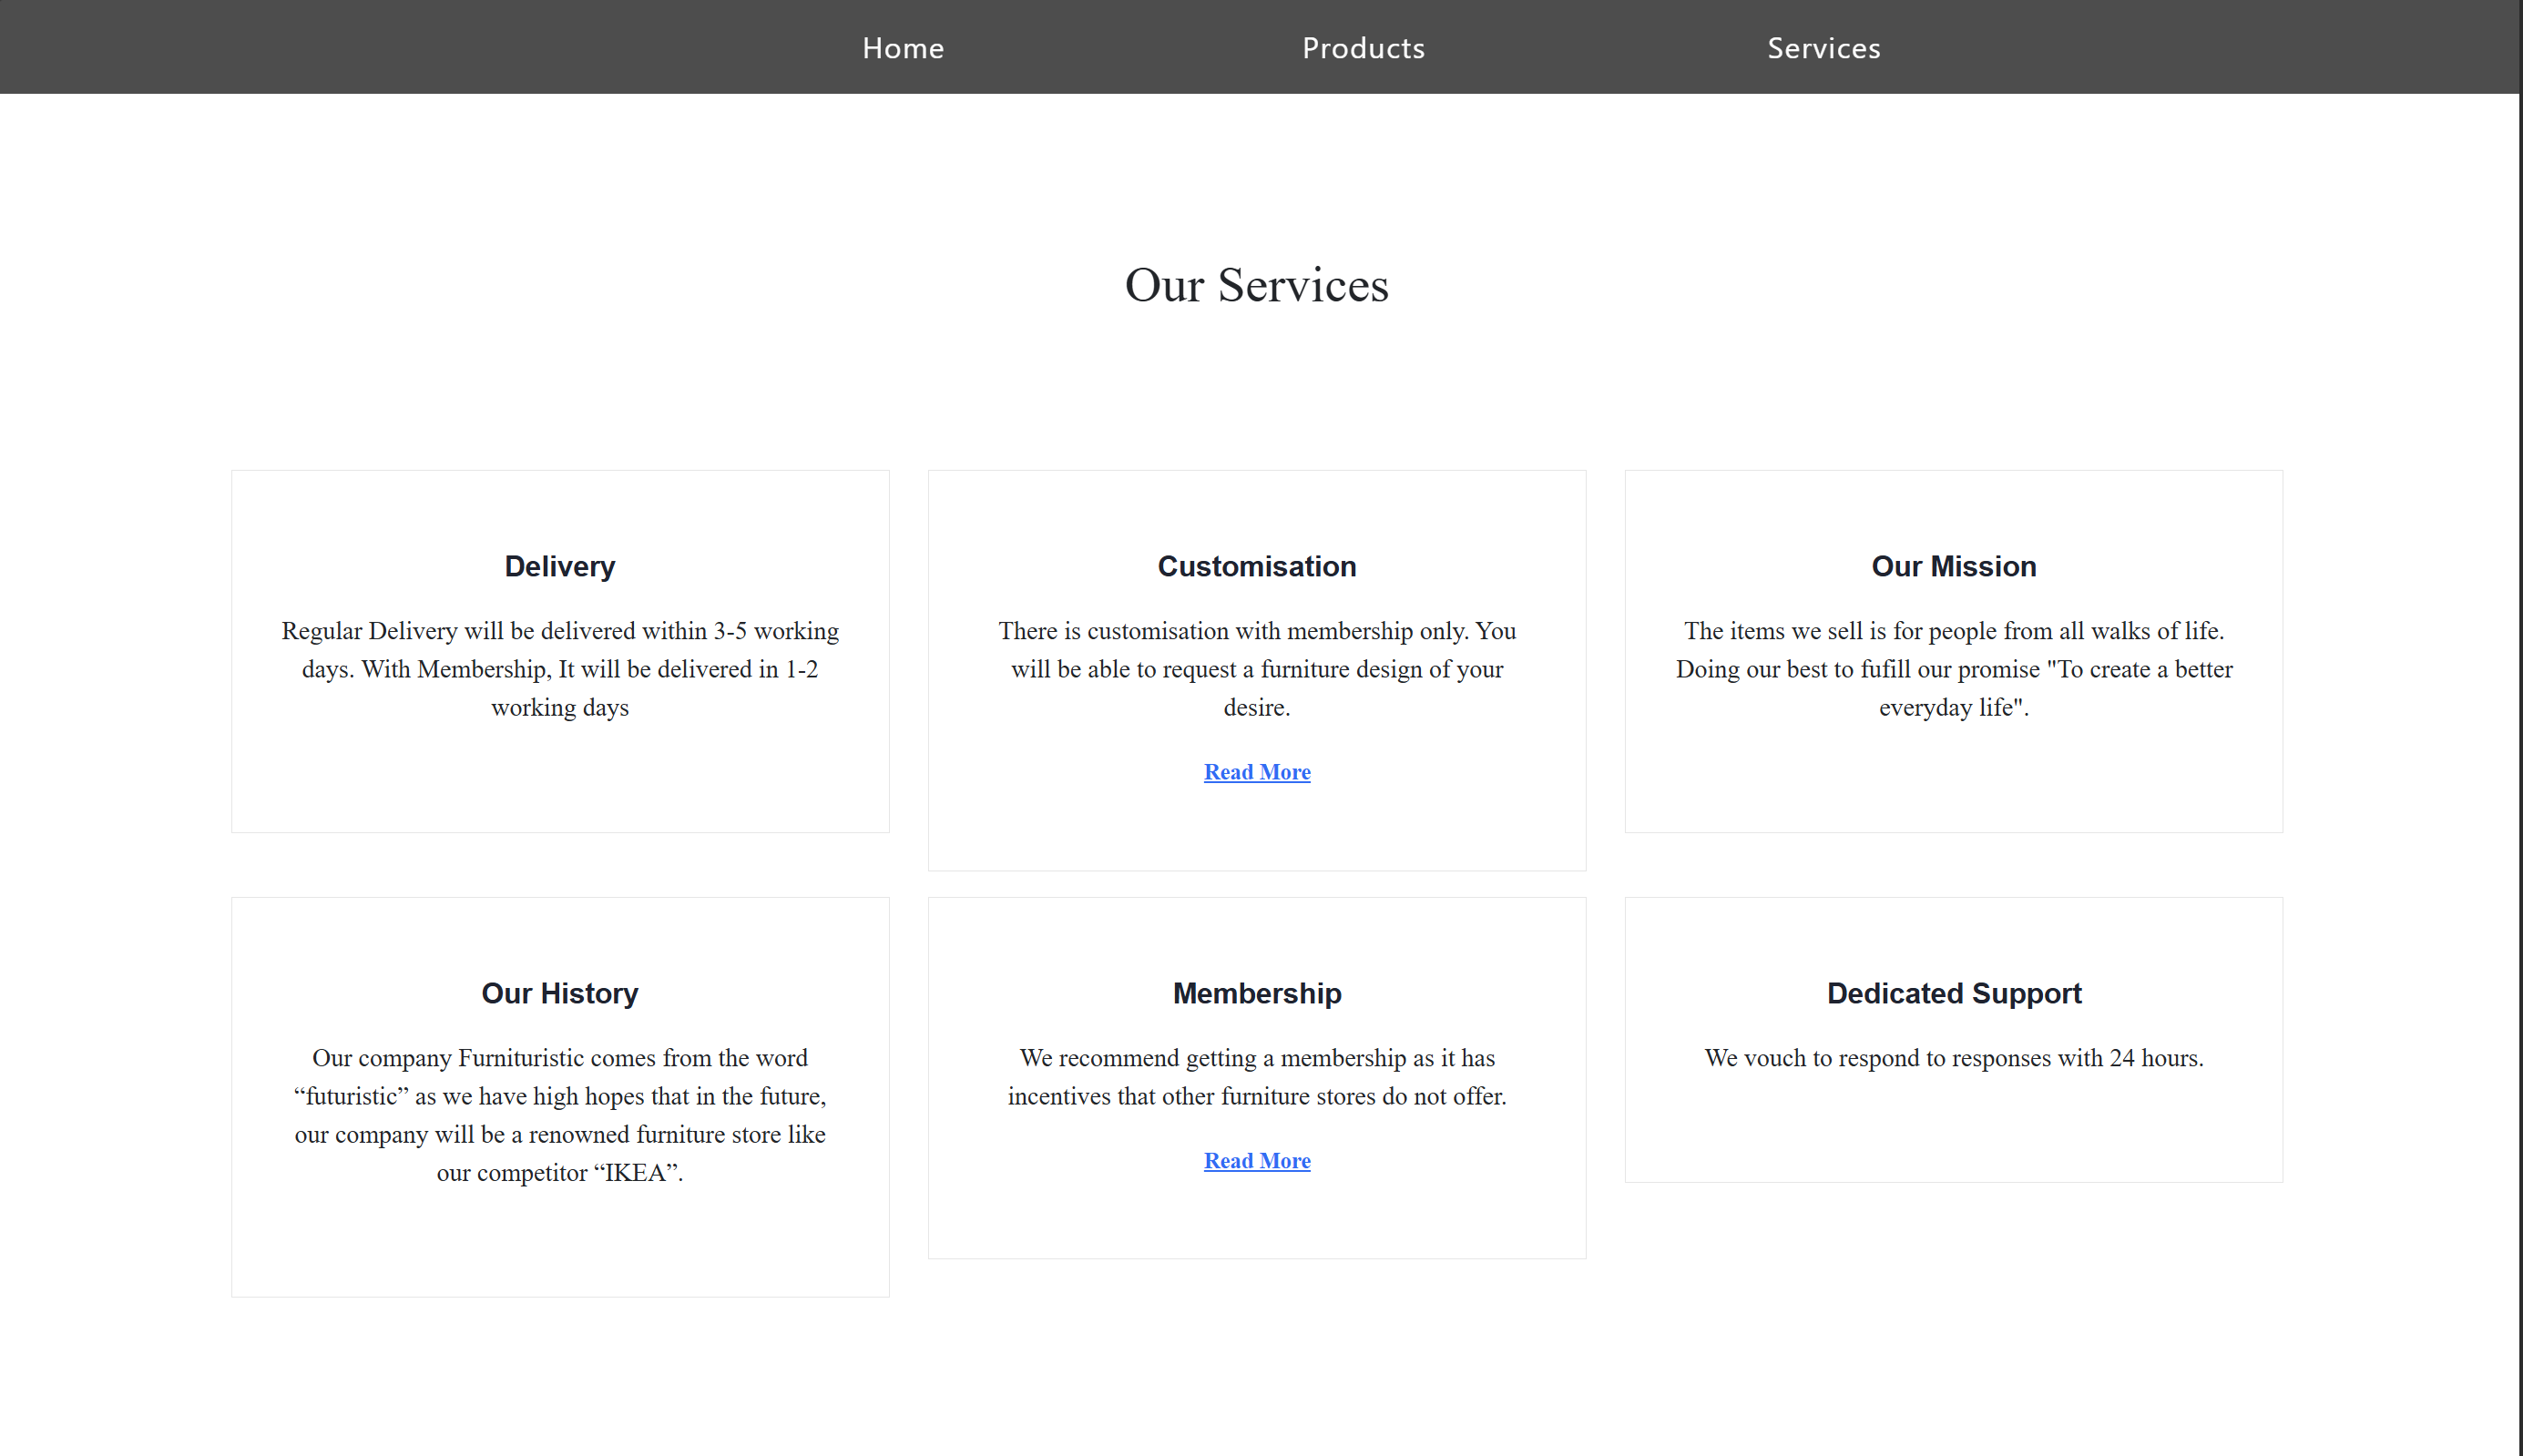 Home
Products
Services
Our Services
Delivery
Regular Delivery will be delivered within 3-5 working
days. With Membership, It will be delivered in 1-2
working days
Customisation
There is customisation with membership only. You
will be able to request a furniture design of your
desire.
Read More
Our Mission
The items we sell is for people from all walks of life.
Doing our best to fufill our promise "To create a better
everyday life".
Our History
Our company Furnituristic comes from the word
“futuristic” as we have high hopes that in the future,
our company will be a renowned furniture store like
our competitor “IKEA”.
Membership
We recommend getting a membership as it has
incentives that other furniture stores do not offer.
Read More
Dedicated Support
We vouch to respond to responses with 24 hours.